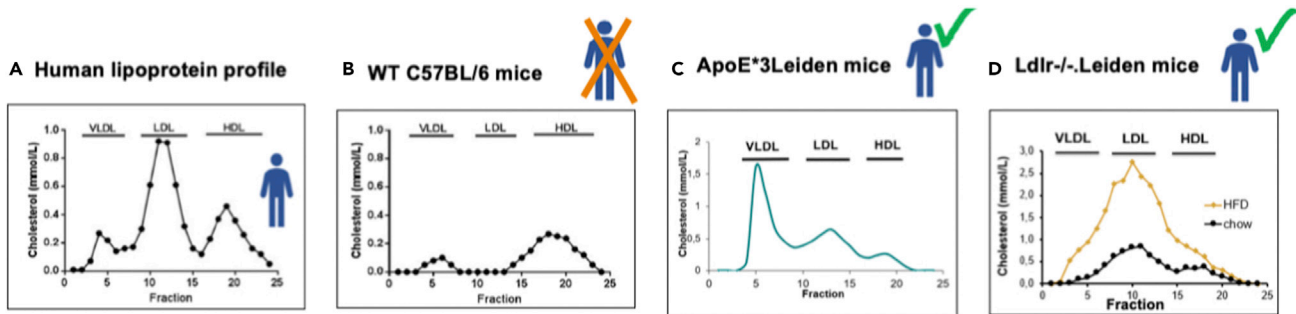 A Human lipoprotein profile
VLDL LDL HDL
Cholesterol (mmol/L)
1.0
0.8
0.6
0.4
0.2
0.0
0 5 10 15 20 25
Fraction
B WT C57BL/6 mice
VLDL LDL HDL
Cholesterol (mmol/L)
1.0
0.8
0.6
0.4
0.2
0.0
0 5 10 15 20 25
Fraction
C ApoE*3Leiden mice
VLDL LDL HDL
Cholesterol (mmol/L)
2
1,5
1
0,5
0
0 5 10 15 20 25
Fraction
D Ldlr-/-.Leiden mice
VLDL LDL HDL
Cholesterol (mmol/L)
3,0
2,5
2,0
1,5
1,0
0,5
0,0
0 5 10 15 20 25
Fraction
HFD
chow